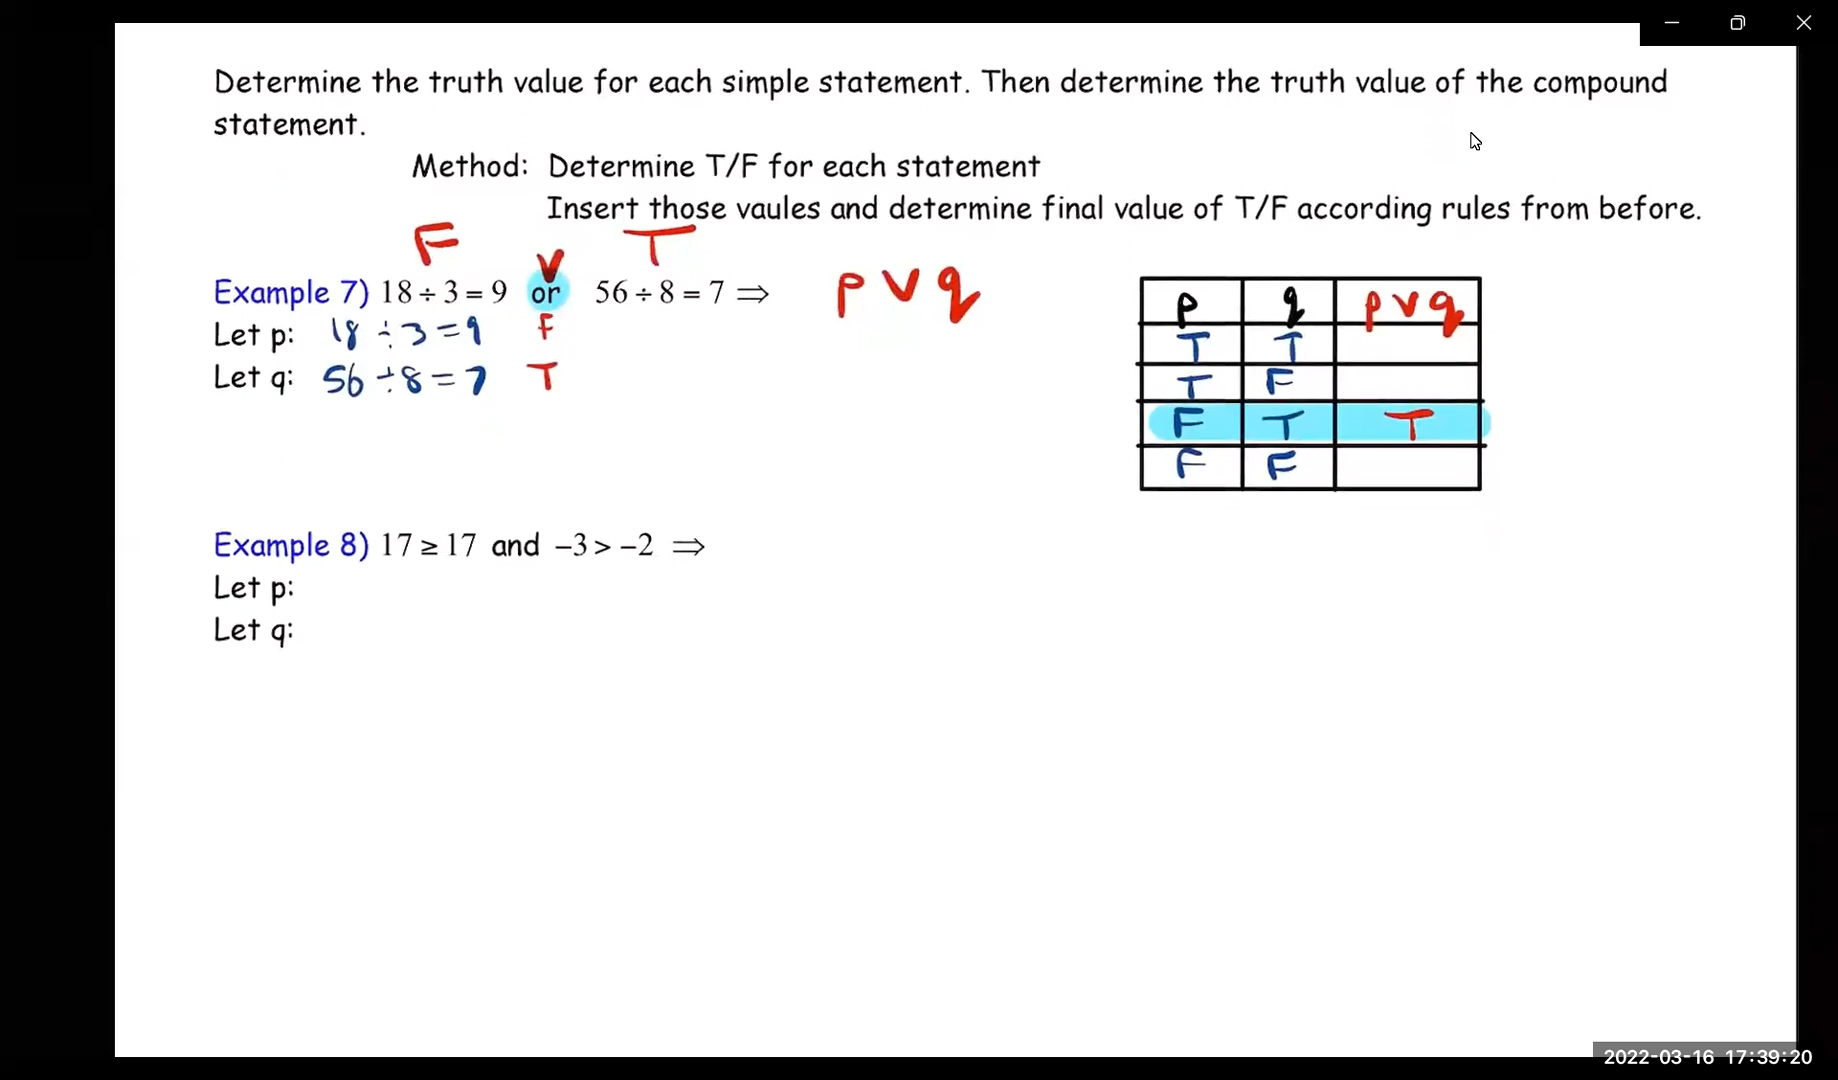 Determine the truth value for each simple statement. Then determine the truth value of the compound
statement.
Method: Determine T/F for each statement
Insert those vaules and determine final value of T/F according rules from before.
F T
v
Example 7) 18 ÷ 3 = 9 or 56 ÷ 8 = 7 ⇒ p v q
Let p: 18 ÷ 3 = 9 F
Let q: 56 ÷ 8 = 7 T
p q p v q
T T
T F
F T T
F F
Example 8) 17 ≥ 17 and −3 > −2 ⇒
Let p:
Let q:
2022-03-16 17:39:20